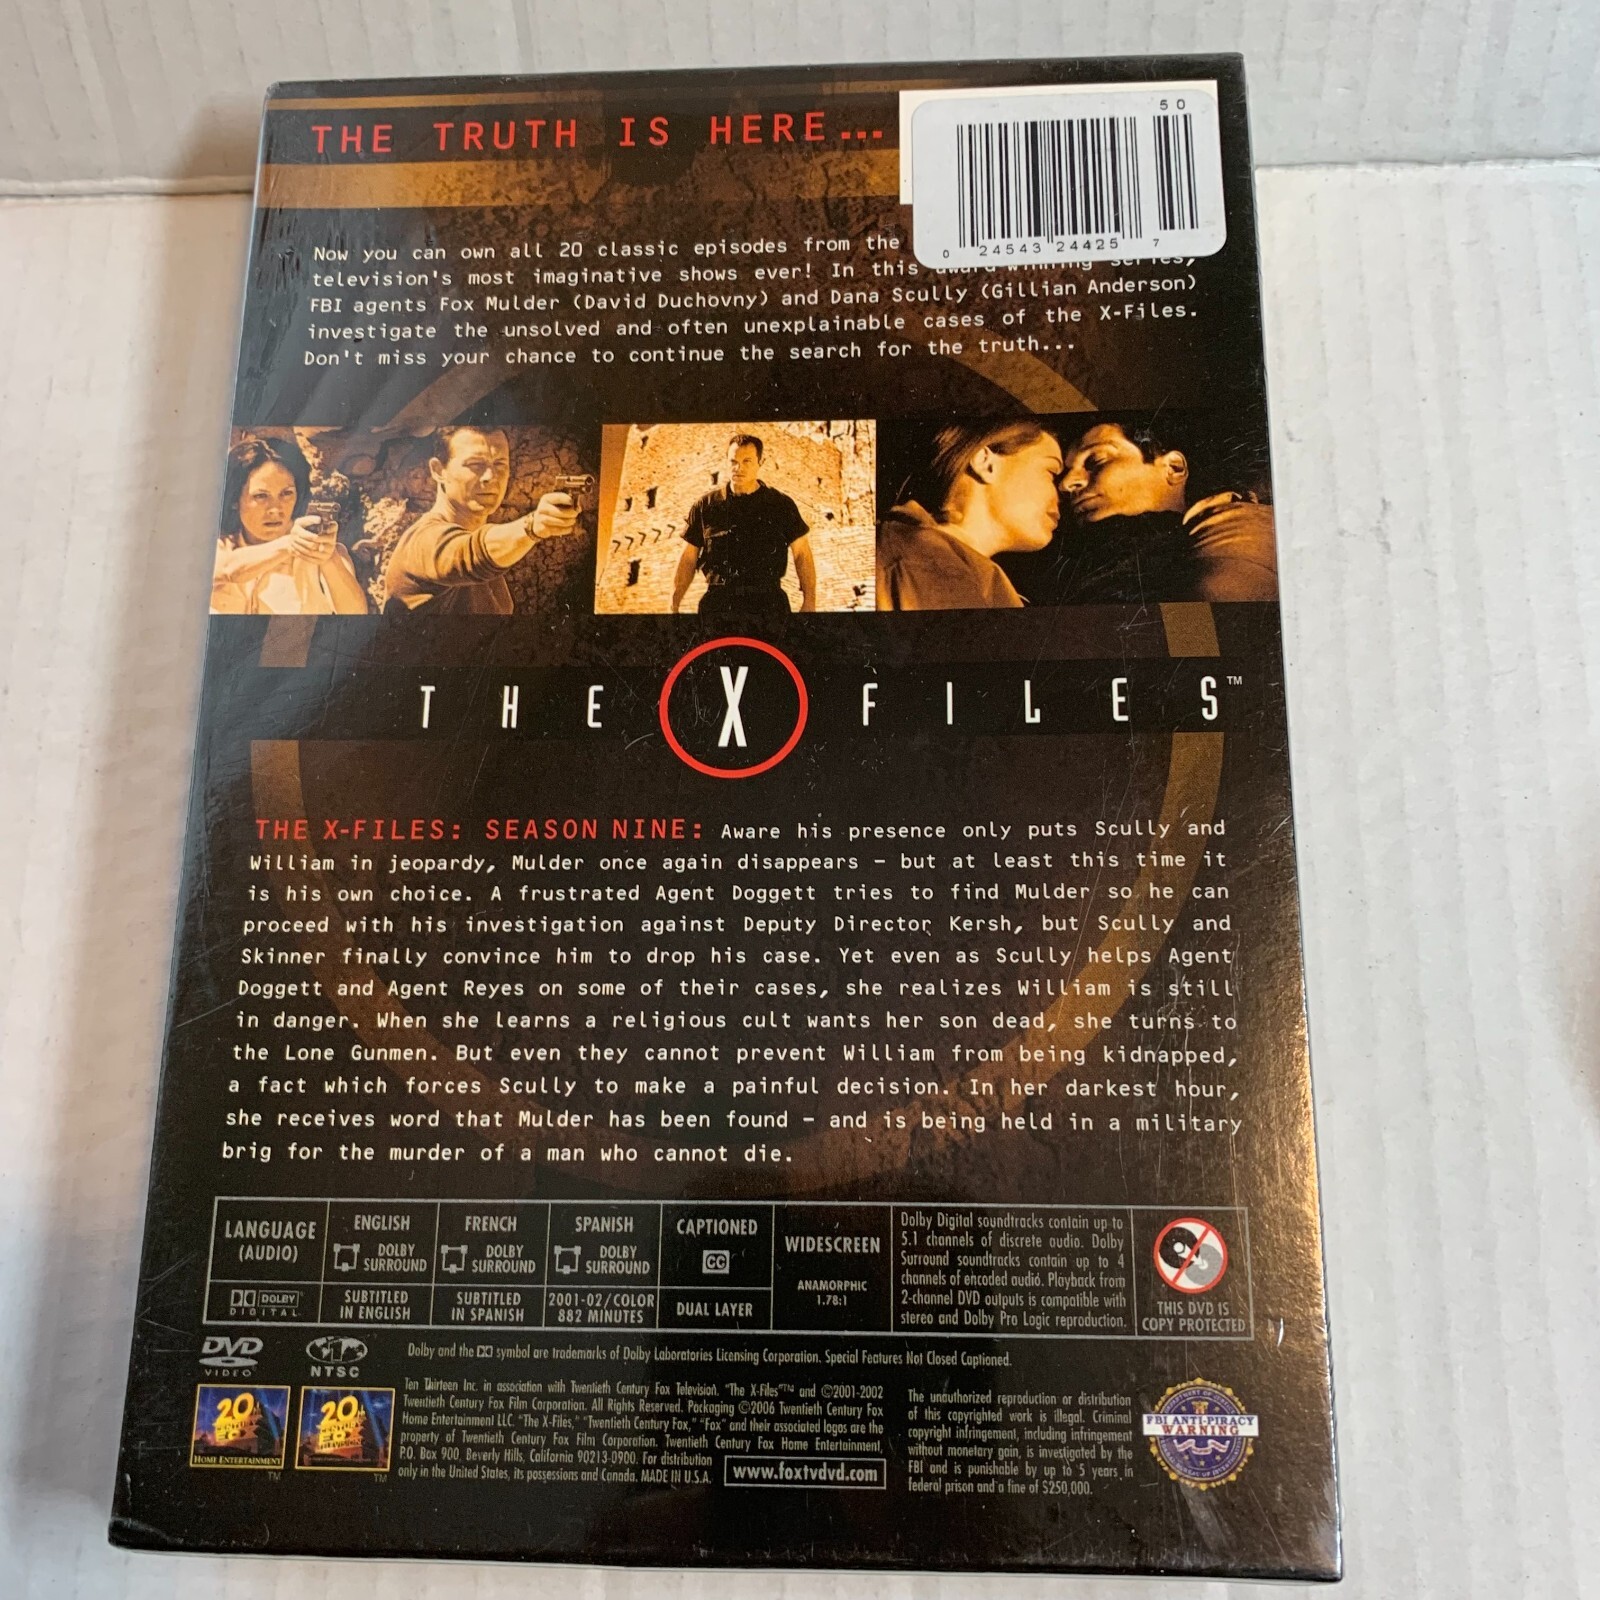 THE TRUTH IS HERE...
50
0 24543 24425 7
Now you can own all 20 classic episodes from the
television's most imaginative shows ever! In this award-winning series,
FBI agents Fox Mulder (David Duchovny) and Dana Scully (Gillian Anderson)
investigate the unsolved and often unexplainable cases of the X-Files.
Don't miss your chance to continue the search for the truth...
THE X FILES™
THE X-FILES: SEASON NINE: Aware his presence only puts Scully and
William in jeopardy, Mulder once again disappears – but at least this time it
is his own choice. A frustrated Agent Doggett tries to find Mulder so he can
proceed with his investigation against Deputy Director Kersh, but Scully and
Skinner finally convince him to drop his case. Yet even as Scully helps Agent
Doggett and Agent Reyes on some of their cases, she realizes William is still
in danger. When she learns a religious cult wants her son dead, she turns to
the Lone Gunmen. But even they cannot prevent William from being kidnapped,
a fact which forces Scully to make a painful decision. In her darkest hour,
she receives word that Mulder has been found – and is being held in a military
brig for the murder of a man who cannot die.
LANGUAGE
(AUDIO)
DOLBY
DIGITAL
ENGLISH
DOLBY
SURROUND
SUBTITLED
IN ENGLISH
FRENCH
DOLBY
SURROUND
SUBTITLED
IN SPANISH
SPANISH
DOLBY
SURROUND
2001-02/COLOR
882 MINUTES
CAPTIONED
CC
DUAL LAYER
WIDESCREEN
ANAMORPHIC
1.78:1
Dolby Digital soundtracks contain up to
5.1 channels of discrete audio. Dolby
Surround soundtracks contain up to 4
channels of encoded audio. Playback from
2-channel DVD outputs is compatible with
stereo and Dolby Pro Logic reproduction.
THIS DVD IS
COPY PROTECTED
DVD
VIDEO
NTSC
Dolby and the DD symbol are trademarks of Dolby Laboratories Licensing Corporation. Special Features Not Closed Captioned.
20TH
CENTURY
FOX
HOME ENTERTAINMENT
TM
20TH
CENTURY
FOX
TELEVISION
TM
Ten Thirteen Inc. in association with Twentieth Century Fox Television. "The X-Files"™ and ©2001-2002
Twentieth Century Fox Film Corporation. All Rights Reserved. Packaging ©2006 Twentieth Century Fox
Home Entertainment LLC. "The X-Files," "Twentieth Century Fox," "Fox" and their associated logos are the
property of Twentieth Century Fox Film Corporation. Twentieth Century Fox Home Entertainment,
P.O. Box 900, Beverly Hills, California 90213-0900. For distribution
only in the United States, its possessions and Canada. MADE IN U.S.A.
www.foxtvdvd.com
The unauthorized reproduction or distribution
of this copyrighted work is illegal. Criminal
copyright infringement, including infringement
without monetary gain, is investigated by the
FBI and is punishable by up to 5 years in
federal prison and a fine of $250,000.
FBI ANTI-PIRACY
WARNING